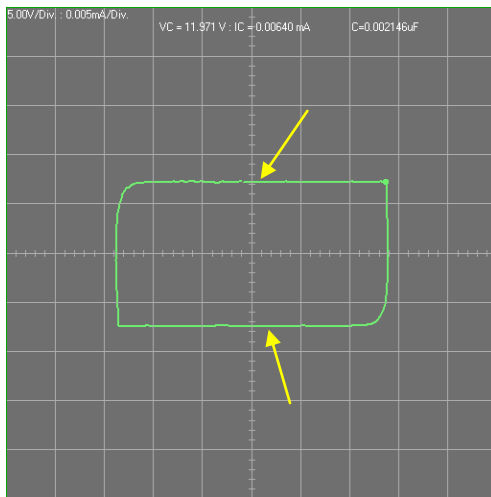 5.00V/Div. : 0.005mA/Div.
VC = 11.971 V : IC = 0.00640 mA C=0.002146uF